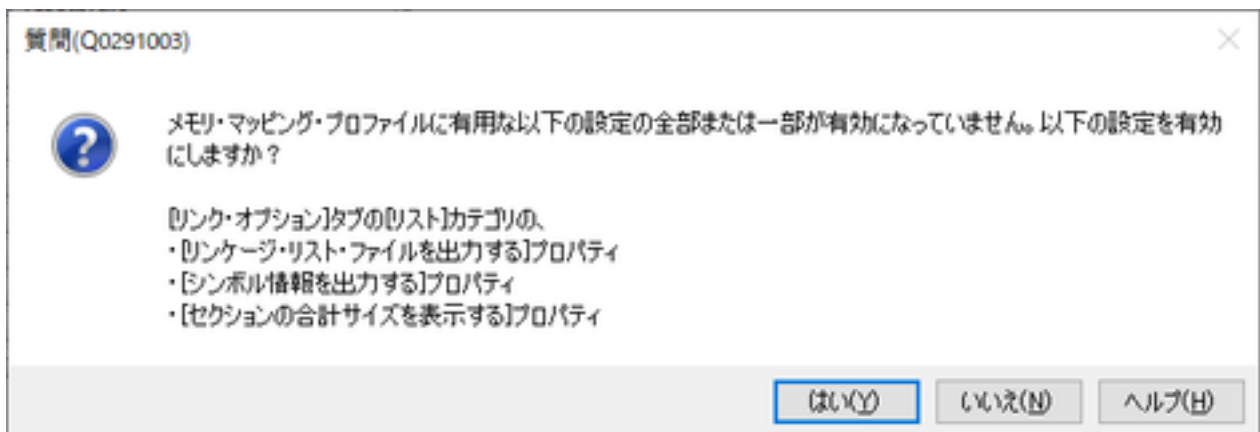 質問(Q0291003)
メモリ・マッピング・プロファイルに有用な以下の設定の全部または一部が有効になっていません。以下の設定を有効
にしますか？
[リンク・オプション]タブの[リスト]カテゴリの、
・[リンケージ・リスト・ファイルを出力する]プロパティ
・[シンボル情報を出力する]プロパティ
・[セクションの合計サイズを表示する]プロパティ
はい(Y)
いいえ(N)
ヘルプ(H)